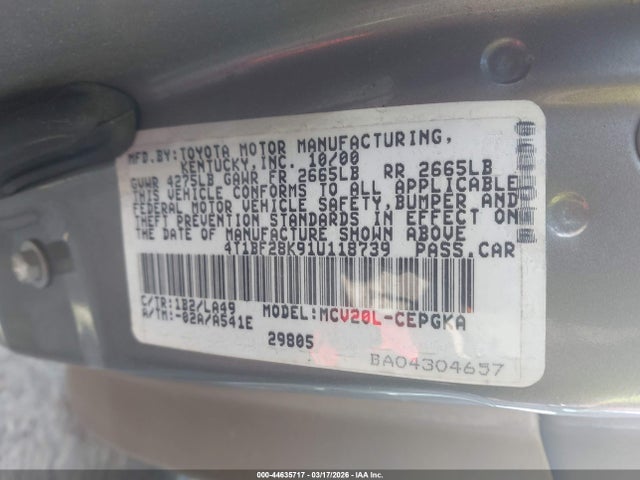 MFD.BY:TOYOTA MOTOR MANUFACTURING,
KENTUCKY,INC. 10/00
GVWR 4275LB GAWR FR 2665LB RR 2665LB
THIS VEHICLE CONFORMS TO ALL APPLICABLE
FEDERAL MOTOR VEHICLE SAFETY,BUMPER AND
THEFT PREVENTION STANDARDS IN EFFECT ON
THE DATE OF MANUFACTURE SHOWN ABOVE
4T1BF28K91U118739 PASS.CAR
C/TR:1B2/LA49 MODEL:MCV20L-CEPGKA
A/TM:-02A/A541E
29805
BA04304657
000-44635717 - 03/17/2026 - IAA Inc.